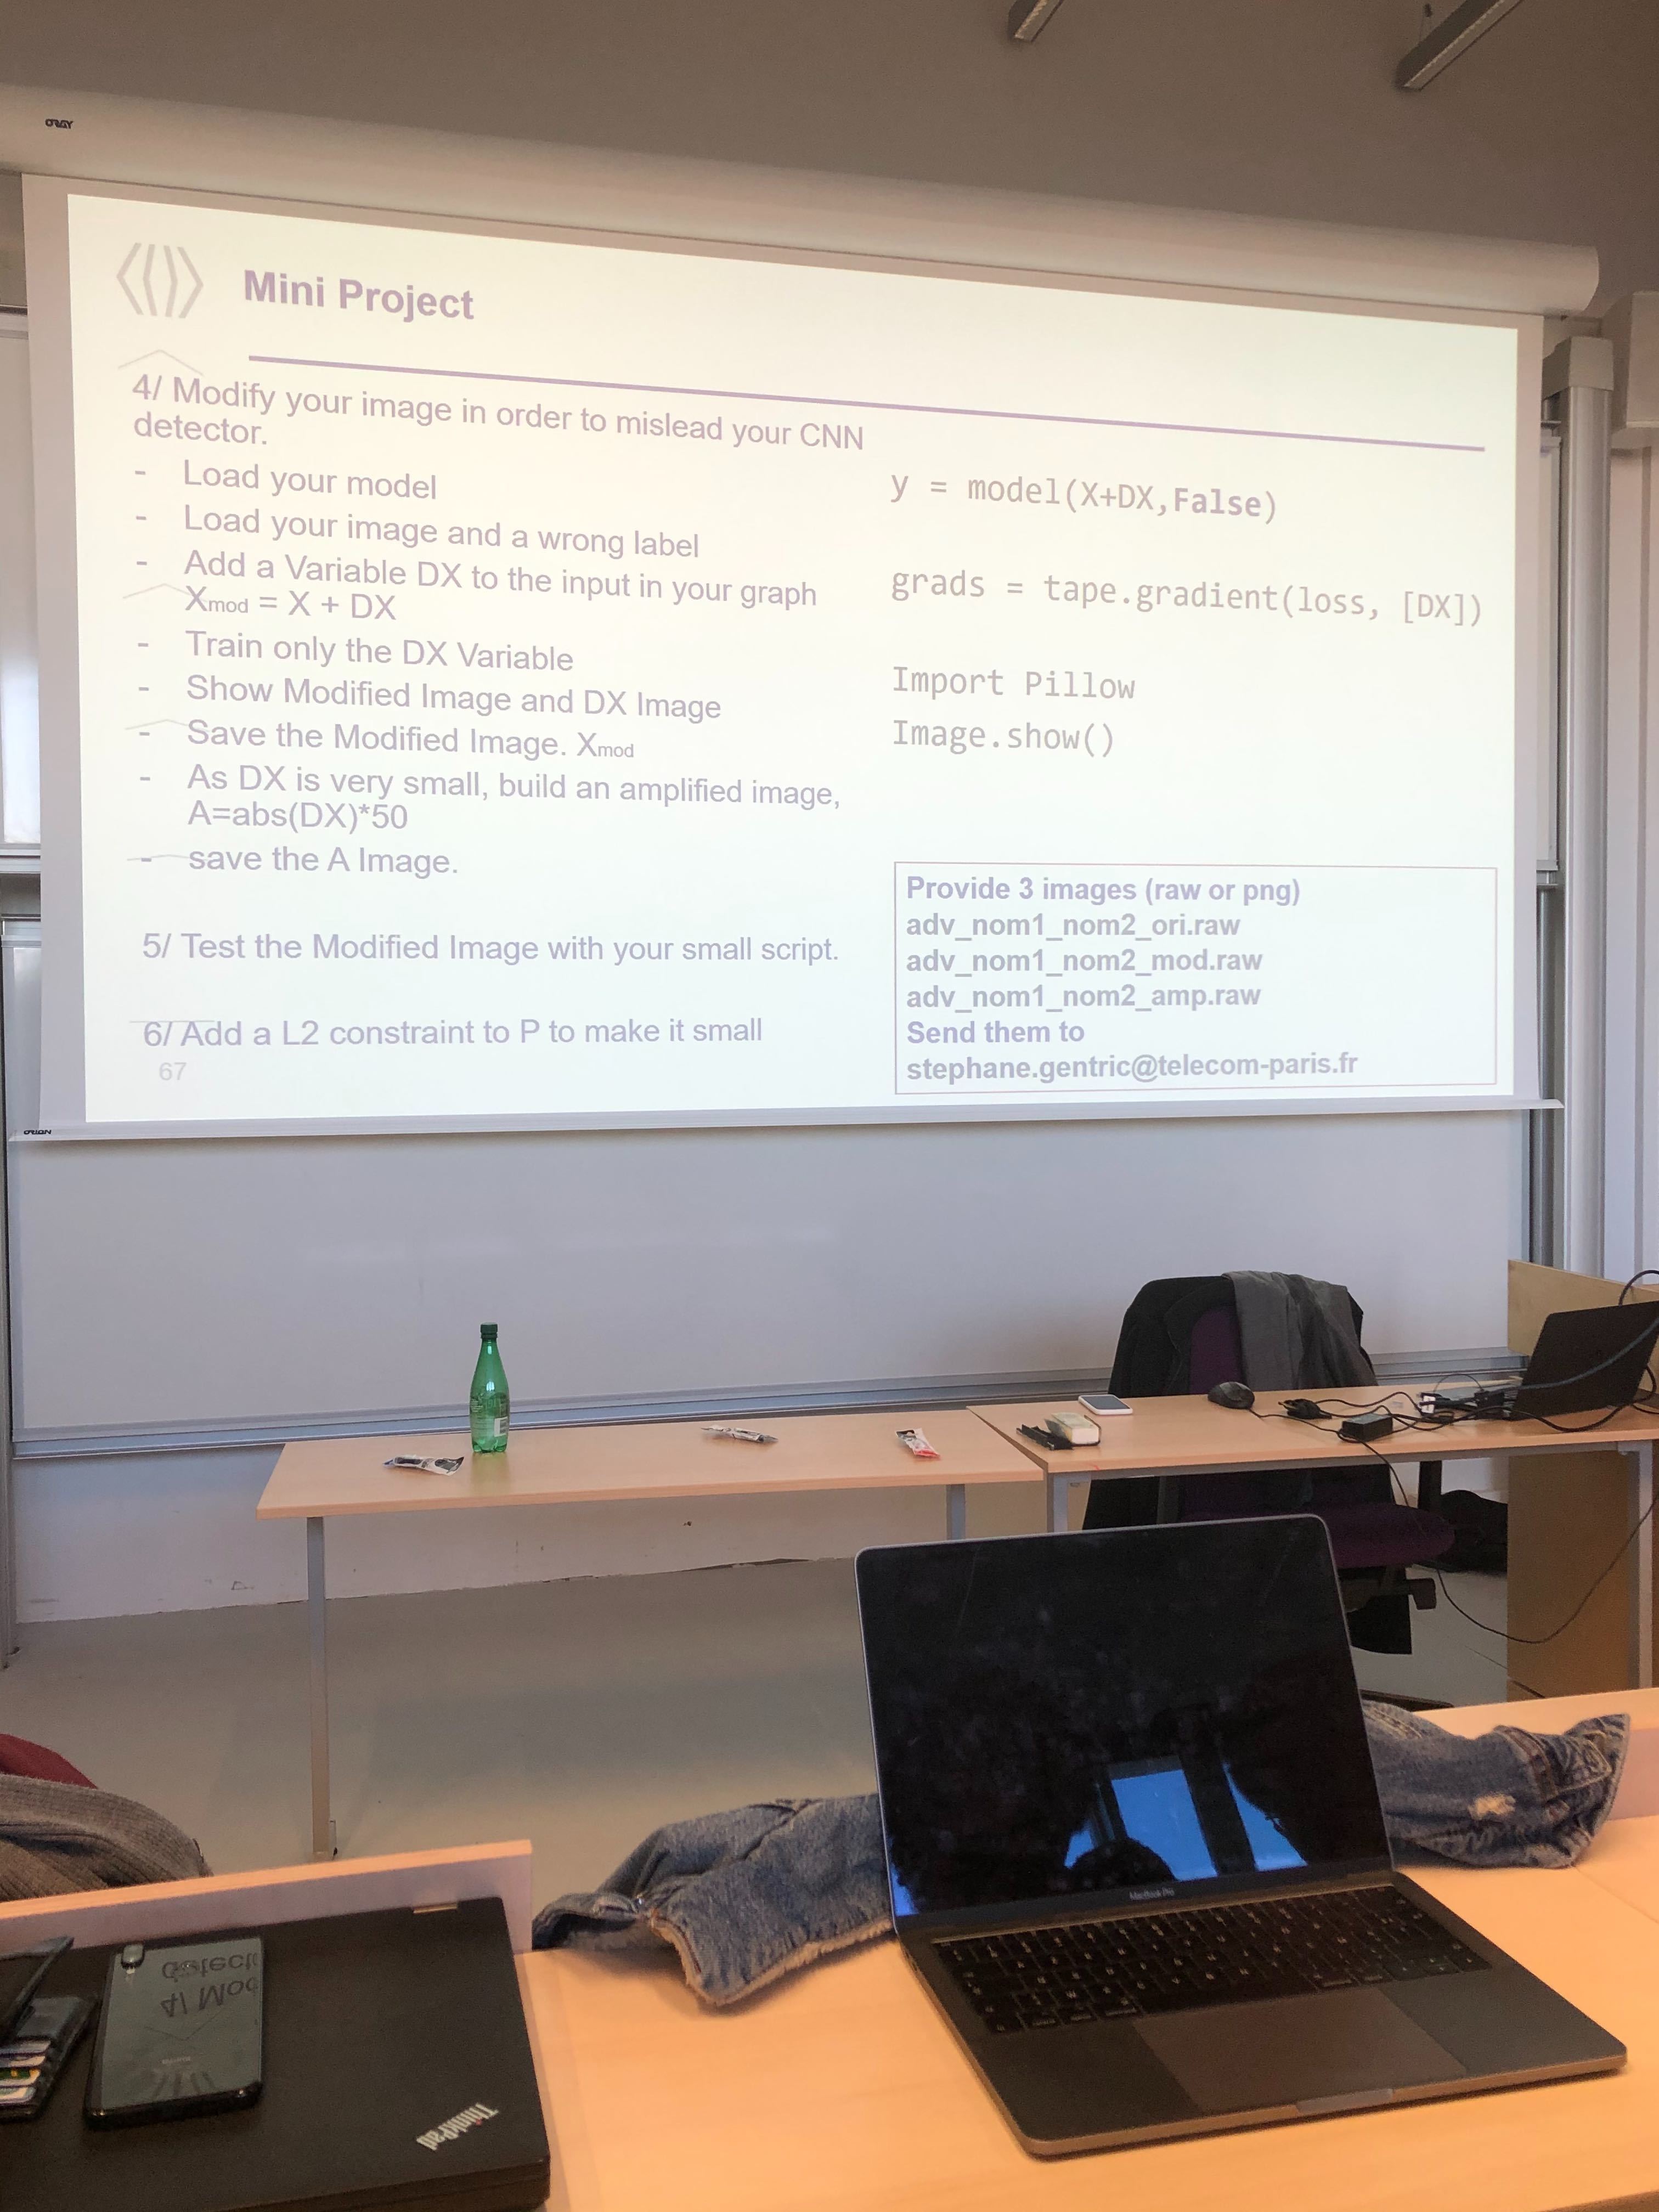 ORAY
Mini Project
4/ Modify your image in order to mislead your CNN
detector.
- Load your model
- Load your image and a wrong label
- Add a Variable DX to the input in your graph
Xmod = X + DX
- Train only the DX Variable
- Show Modified Image and DX Image
- Save the Modified Image. Xmod
- As DX is very small, build an amplified image,
A=abs(DX)*50
- save the A Image.
5/ Test the Modified Image with your small script.
6/ Add a L2 constraint to P to make it small
67
y = model(X+DX,False)
grads = tape.gradient(loss, [DX])
Import Pillow
Image.show()
Provide 3 images (raw or png)
adv_nom1_nom2_ori.raw
adv_nom1_nom2_mod.raw
adv_nom1_nom2_amp.raw
Send them to
stephane.gentric@telecom-paris.fr
MacBook Pro
detect
4/ Mod
ThinkPad